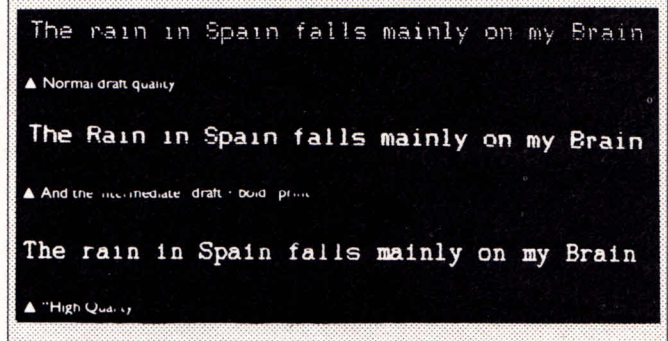 The rain in Spain falls mainly on my Brain
▲ Normal draft quality
The Rain in Spain falls mainly on my Brain
▲ And the intermediate draft · bold print
The rain in Spain falls mainly on my Brain
▲ "High Quality